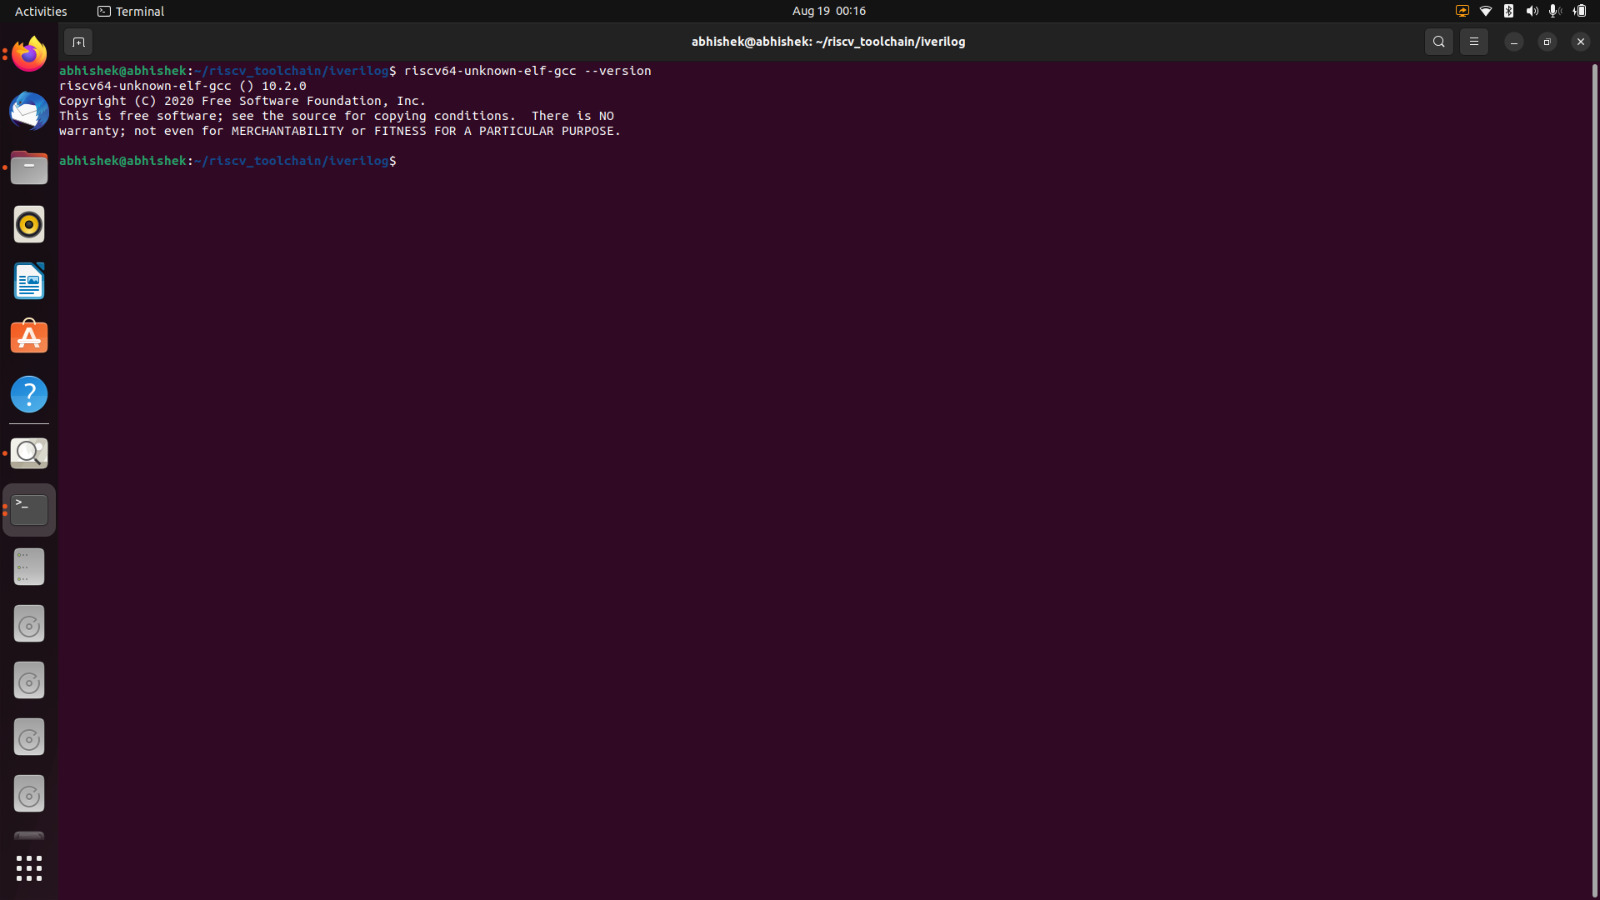 Activities
Terminal
Aug 19 00:16
abhishek@abhishek: ~/riscv_toolchain/iverilog
abhishek@abhishek:~/riscv_toolchain/iverilog$ riscv64-unknown-elf-gcc --version
riscv64-unknown-elf-gcc () 10.2.0
Copyright (C) 2020 Free Software Foundation, Inc.
This is free software; see the source for copying conditions.  There is NO
warranty; not even for MERCHANTABILITY or FITNESS FOR A PARTICULAR PURPOSE.
abhishek@abhishek:~/riscv_toolchain/iverilog$